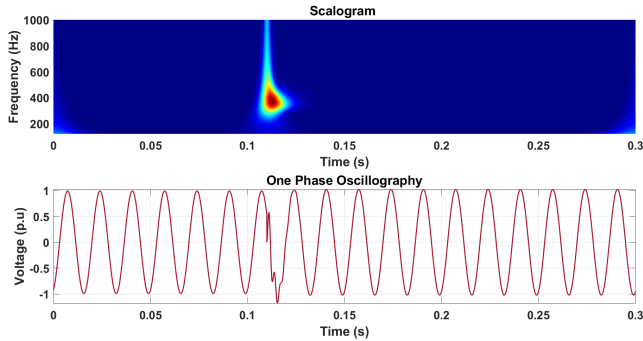 Scalogram
1000
800
600
400
200
Frequency (Hz)
0 0.05 0.1 0.15 0.2 0.25 0.3
Time (s)
One Phase Oscillography
1
0.5
0
-0.5
-1
Voltage (p.u)
0 0.05 0.1 0.15 0.2 0.25 0.3
Time (s)